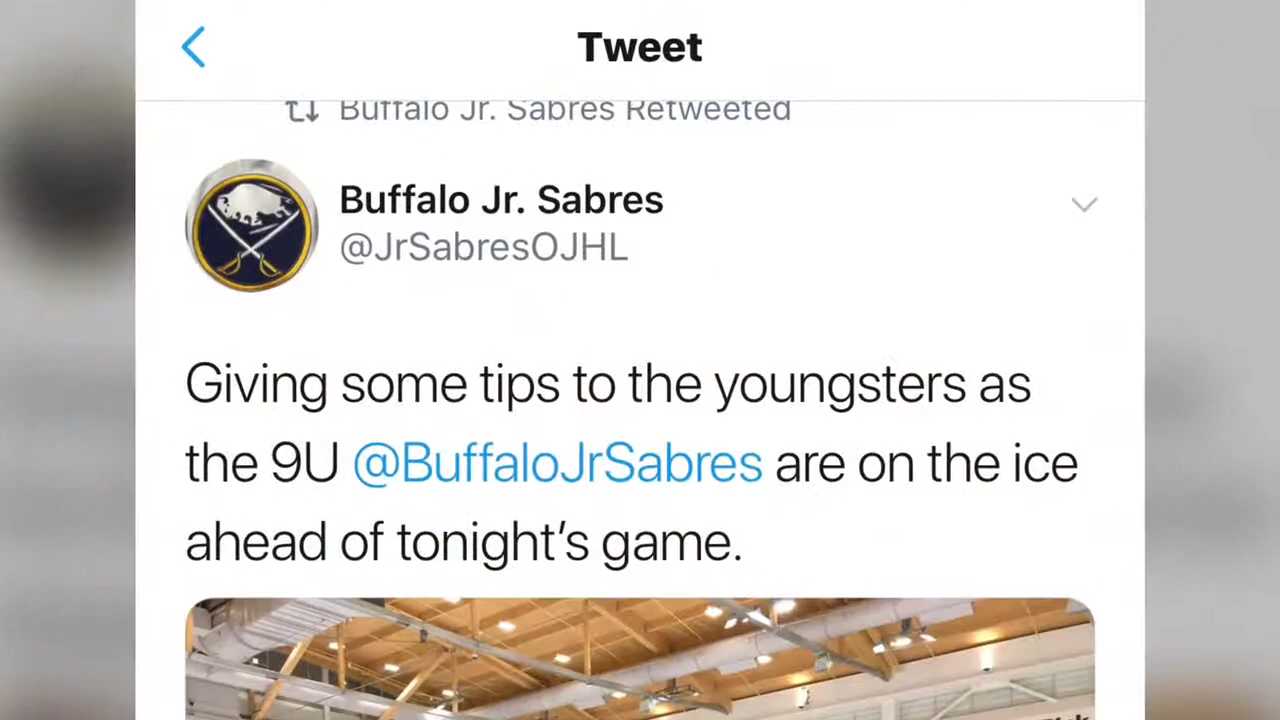 Tweet
Buffalo Jr. Sabres Retweeted
Buffalo Jr. Sabres
@JrSabresOJHL
Giving some tips to the youngsters as
the 9U @BuffaloJrSabres are on the ice
ahead of tonight's game.